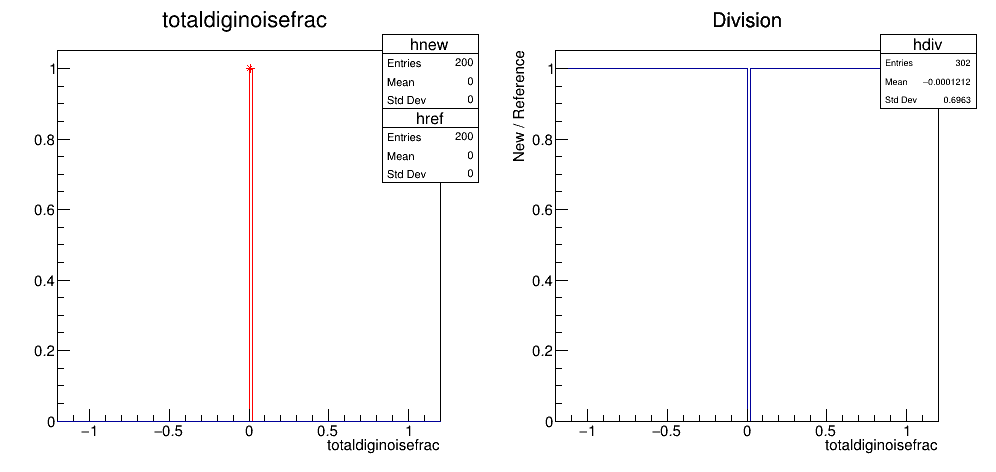 totaldiginoisefrac
hnew
Entries 200
Mean 0
Std Dev 0
href
Entries 200
Mean 0
Std Dev 0
1
0.8
0.6
0.4
0.2
0
−1 −0.5 0 0.5 1
totaldiginoisefrac
Division
hdiv
Entries 302
Mean −0.0001212
Std Dev 0.6963
New / Reference
1
0.8
0.6
0.4
0.2
0
−1 −0.5 0 0.5 1
totaldiginoisefrac